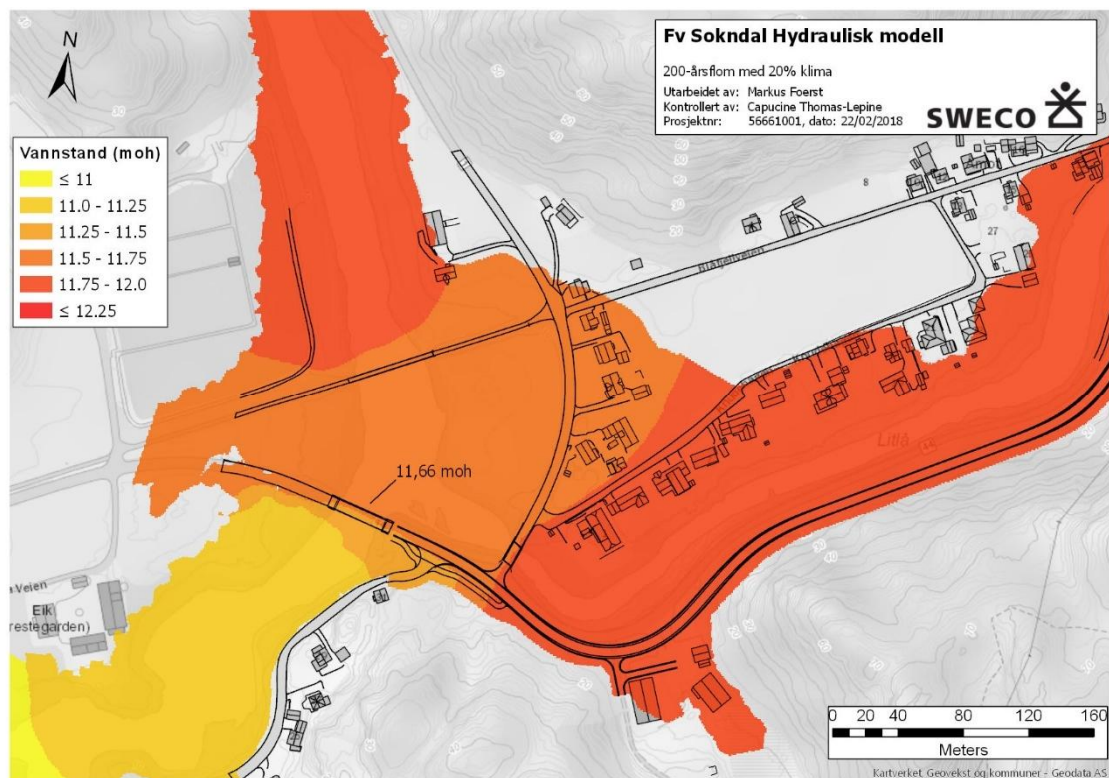 Fv Sokndal Hydraulisk modell
200-årsflom med 20% klima
Utarbeidet av: Markus Foerst
Kontrollert av: Capucine Thomas-Lepine
Prosjektnr: 56661001, dato: 22/02/2018
SWECO
N
Vannstand (moh)
≤ 11
11.0 - 11.25
11.25 - 11.5
11.5 - 11.75
11.75 - 12.0
≤ 12.25
8
27
Litlå
11,66 moh
Veien
Eik
restegarden)
0 20 40 80 120 160
Meters
Kartverket, Geovekst og kommuner - Geodata AS